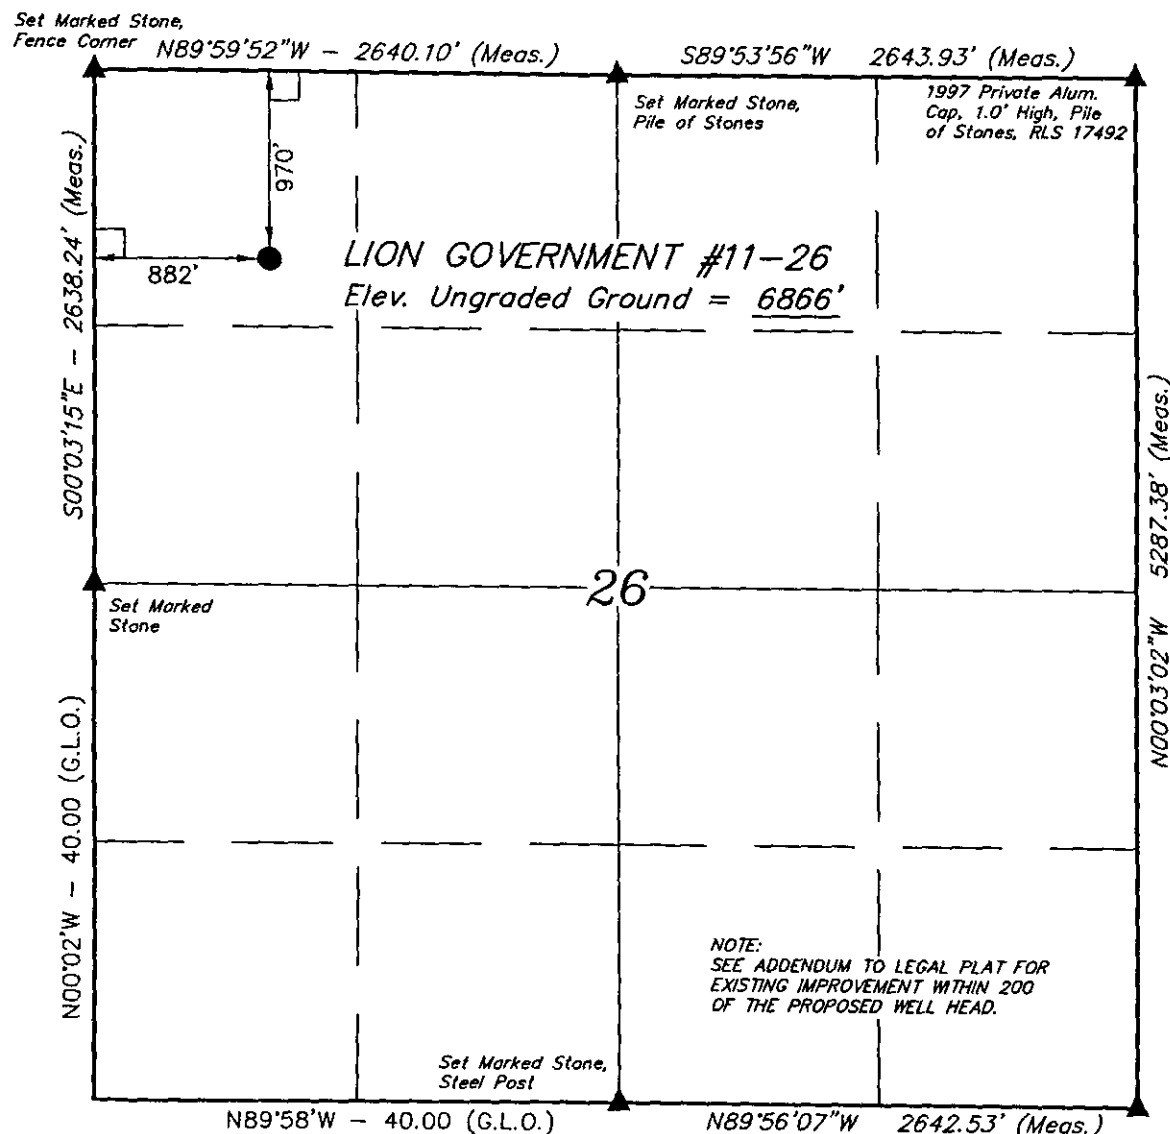 Set Marked Stone,
Fence Corner
N89°59'52"W - 2640.10' (Meas.)
S89°53'56"W 2643.93' (Meas.)
Set Marked Stone,
Pile of Stones
1997 Private Alum.
Cap, 1.0' High, Pile
of Stones, RLS 17492
S00°03'15"E - 2638.24' (Meas.)
970'
882'
LION GOVERNMENT #11-26
Elev. Ungraded Ground = 6866'
N00°03'02"W 5287.38' (Meas.)
26
Set Marked
Stone
N00°02'W - 40.00 (G.L.O.)
NOTE:
SEE ADDENDUM TO LEGAL PLAT FOR
EXISTING IMPROVEMENT WITHIN 200
OF THE PROPOSED WELL HEAD.
Set Marked Stone,
Steel Post
N89°58'W - 40.00 (G.L.O.)
N89°56'07"W 2642.53' (Meas.)